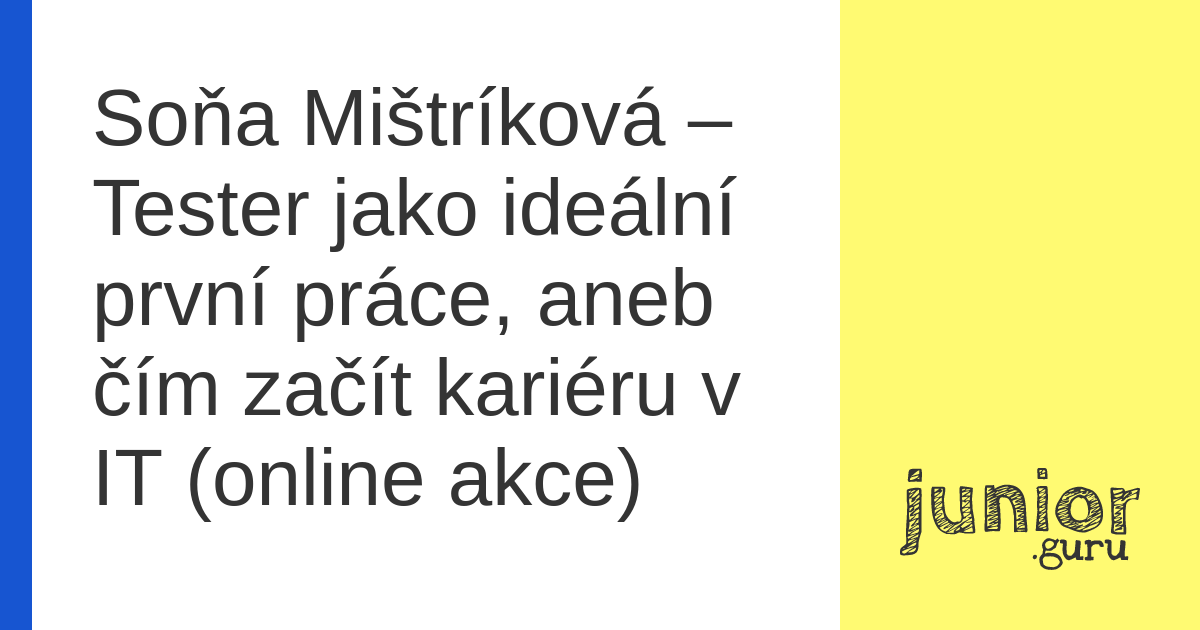 Soňa Mištríková –
Tester jako ideální
první práce, aneb
čím začít kariéru v
IT (online akce)
junior
.guru